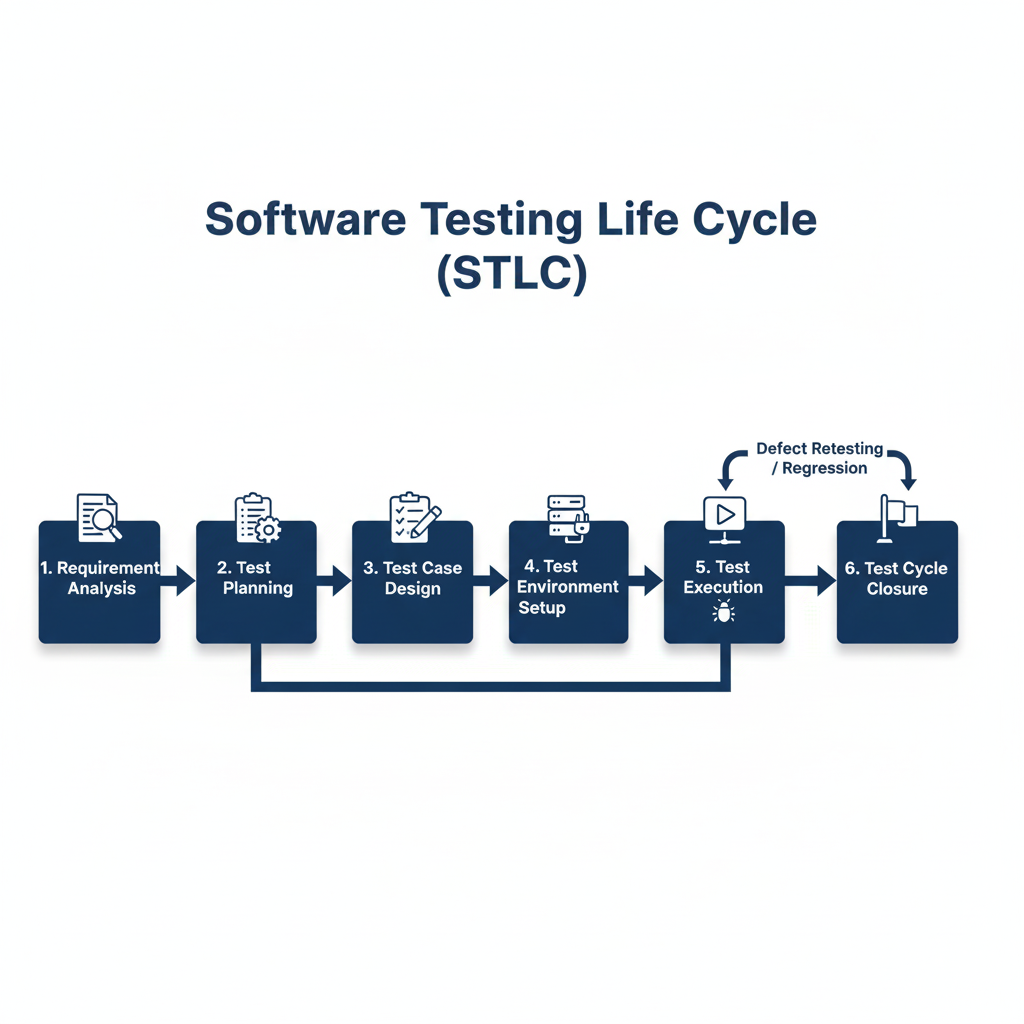 Software Testing Life Cycle
(STLC)
Defect Retesting
/ Regression
1. Requirement
Analysis
2. Test
Planning
3. Test Case
Design
4. Test
Environment
Setup
5. Test
Execution
6. Test Cycle
Closure